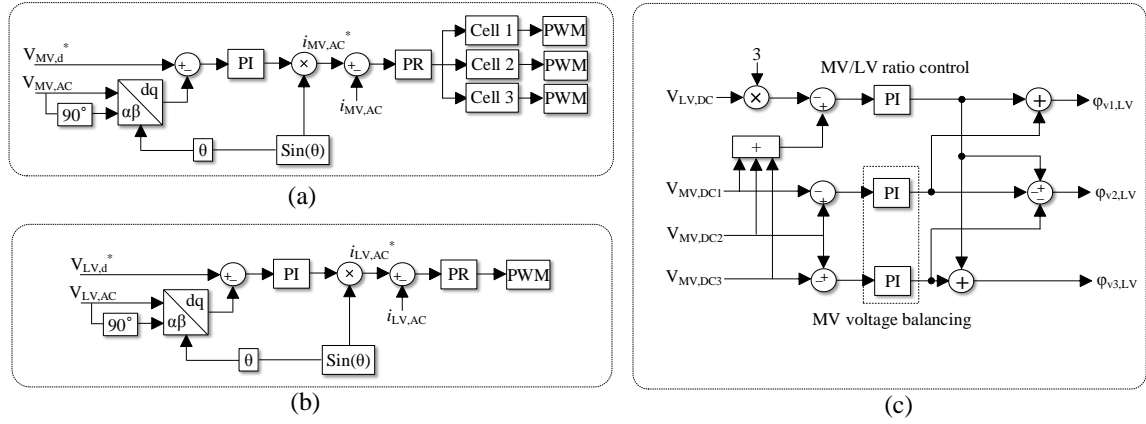 i_MV,AC*
V_MV,d*
+
−
PI
×
+
−
PR
Cell 1
PWM
Cell 2
PWM
Cell 3
PWM
V_MV,AC
dq
αβ
90°
i_MV,AC
θ
Sin(θ)
(a)
i_LV,AC*
V_LV,d*
+
−
PI
×
+
−
PR
PWM
V_LV,AC
dq
αβ
90°
i_LV,AC
θ
Sin(θ)
(b)
3
MV/LV ratio control
V_LV,DC
×
−
+
PI
+
φ_v1,LV
+
V_MV,DC1
−
+
PI
+
−
−
φ_v2,LV
V_MV,DC2
V_MV,DC3
−
+
PI
+
φ_v3,LV
MV voltage balancing
(c)